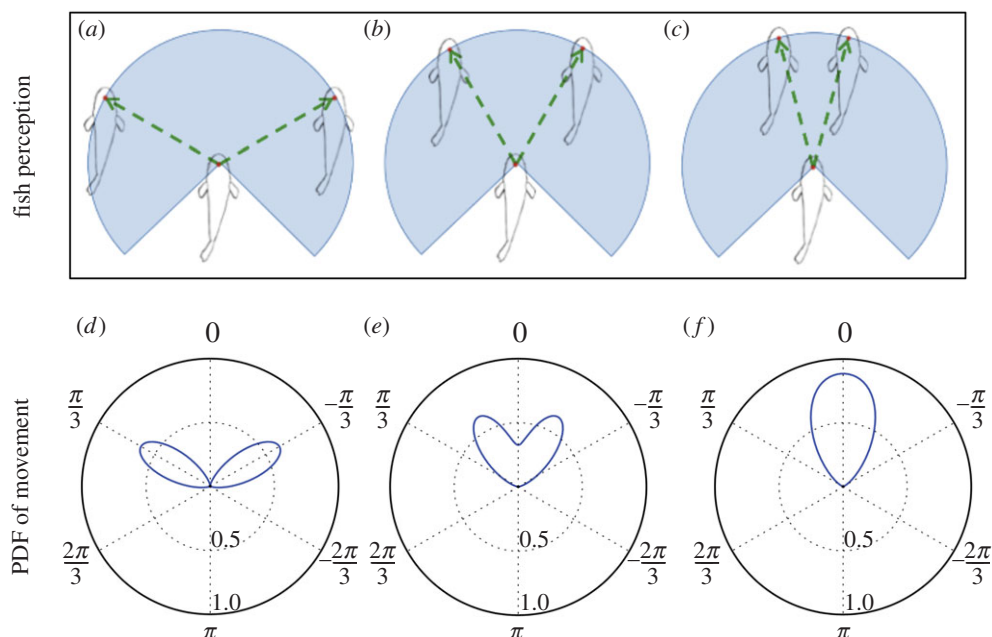 (a) (b) (c)
fish perception
(d) (e) (f)
0 0 0
π/3 –π/3 π/3 –π/3 π/3 –π/3
PDF of movement
0.5 0.5 0.5
2π/3 –2π/3 2π/3 –2π/3 2π/3 –2π/3
1.0 1.0 1.0
π π π